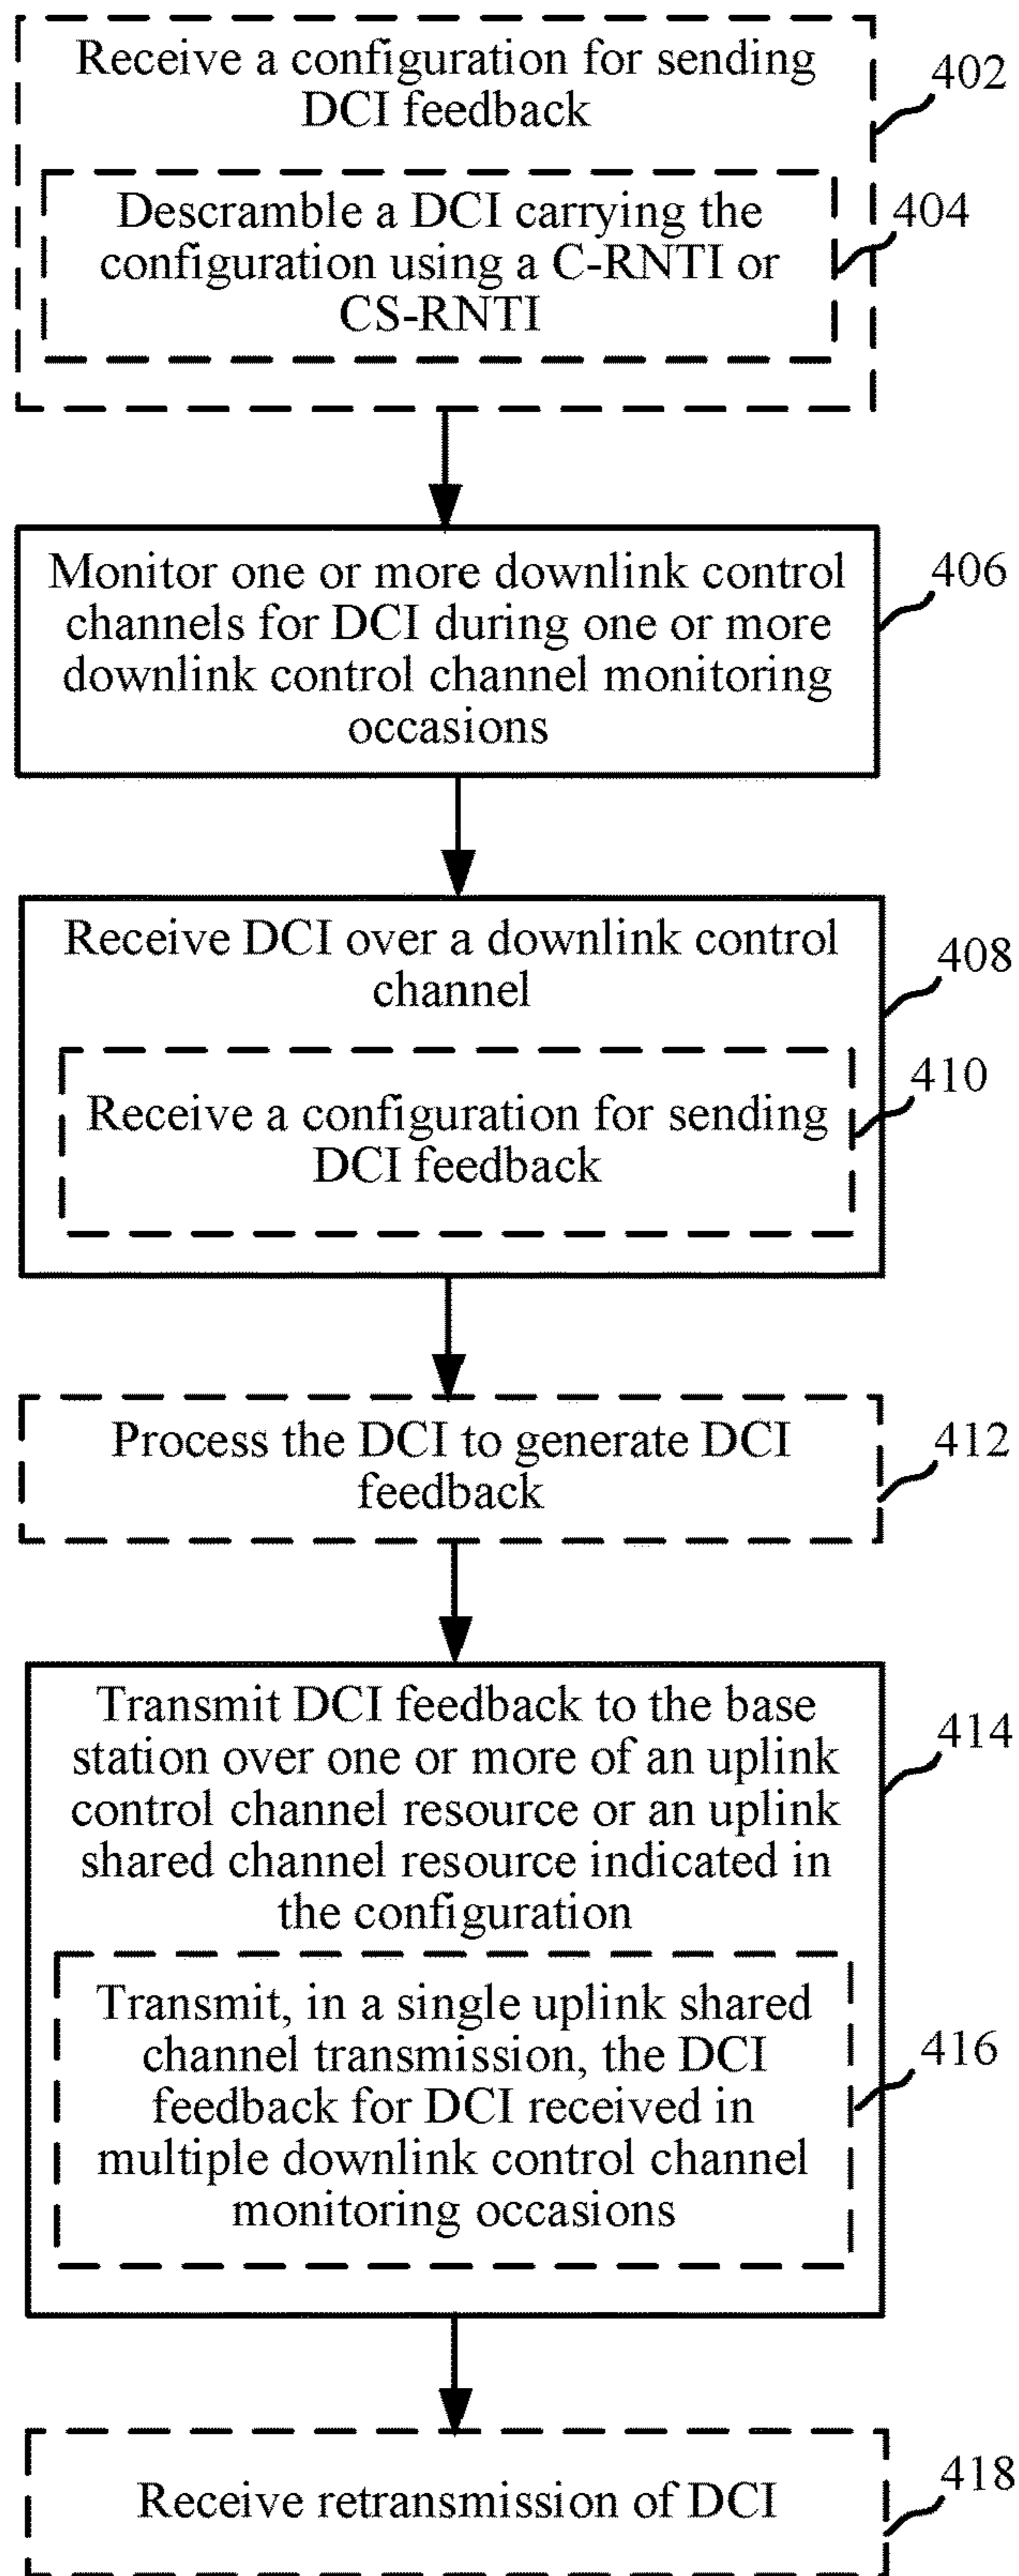 Receive a configuration for sending
DCI feedback
402
Descramble a DCI carrying the
configuration using a C-RNTI or
CS-RNTI
404
Monitor one or more downlink control
channels for DCI during one or more
downlink control channel monitoring
occasions
406
Receive DCI over a downlink control
channel
408
Receive a configuration for sending
DCI feedback
410
Process the DCI to generate DCI
feedback
412
Transmit DCI feedback to the base
station over one or more of an uplink
control channel resource or an uplink
shared channel resource indicated in
the configuration
414
Transmit, in a single uplink shared
channel transmission, the DCI
feedback for DCI received in
multiple downlink control channel
monitoring occasions
416
Receive retransmission of DCI
418